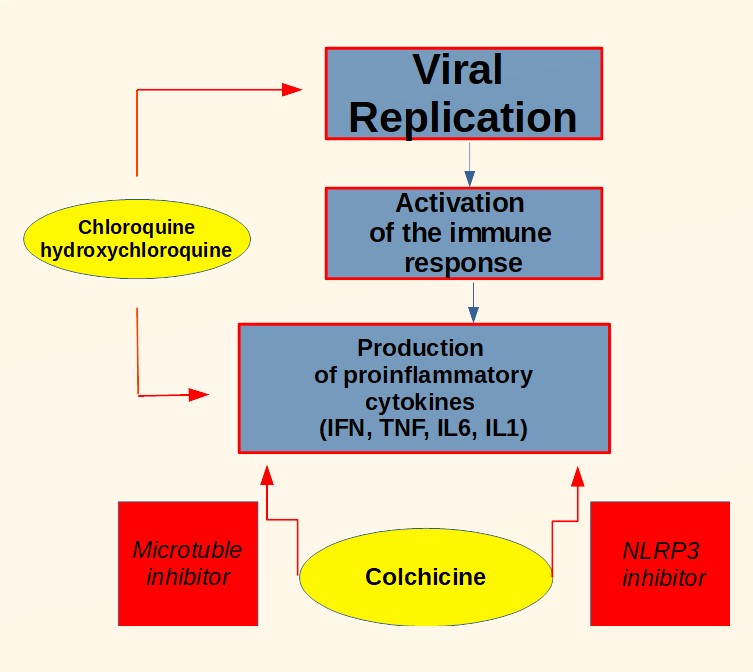 Viral
Replication
Activation
of the immune
response
Chloroquine
hydroxychloroquine
Production
of proinflammatory
cytokines
(IFN, TNF, IL6, IL1)
Microtuble
inhibitor
Colchicine
NLRP3
inhibitor